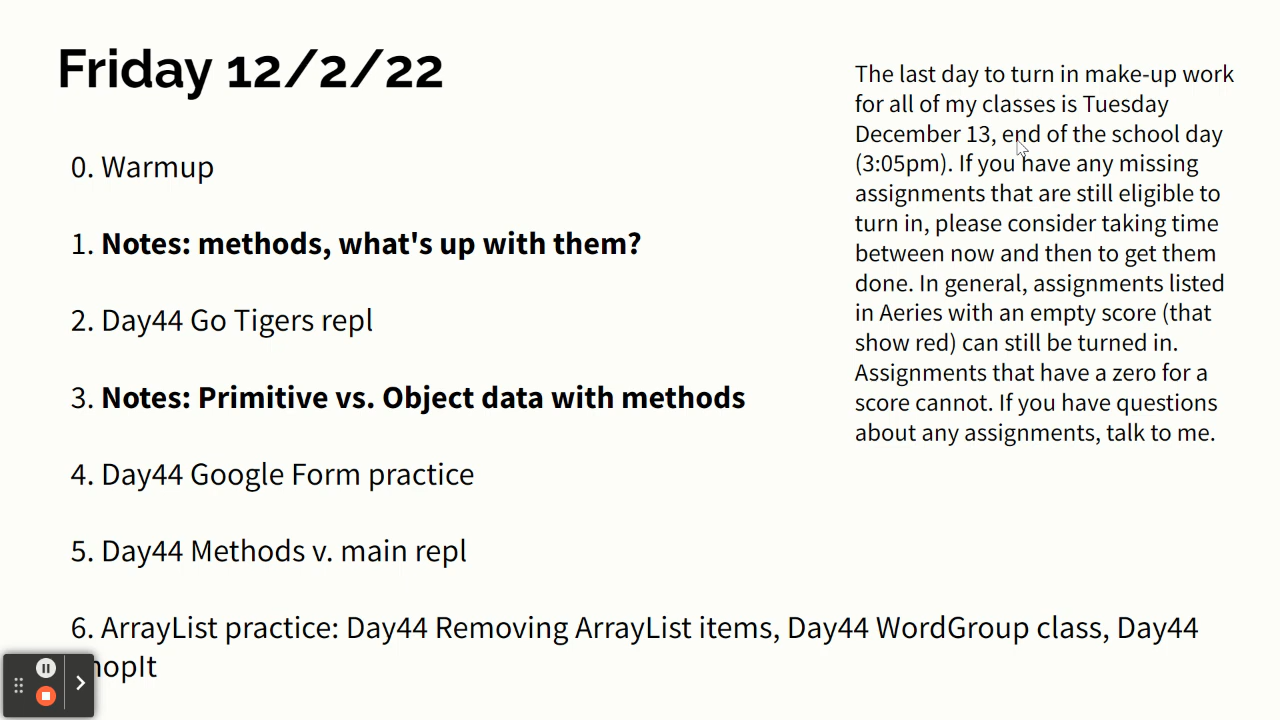 Friday 12/2/22
0. Warmup
1. Notes: methods, what's up with them?
2. Day44 Go Tigers repl
3. Notes: Primitive vs. Object data with methods
4. Day44 Google Form practice
5. Day44 Methods v. main repl
6. ArrayList practice: Day44 Removing ArrayList items, Day44 WordGroup class, Day44
The last day to turn in make-up work
for all of my classes is Tuesday
December 13, end of the school day
(3:05pm). If you have any missing
assignments that are still eligible to
turn in, please consider taking time
between now and then to get them
done. In general, assignments listed
in Aeries with an empty score (that
show red) can still be turned in.
Assignments that have a zero for a
score cannot. If you have questions
about any assignments, talk to me.